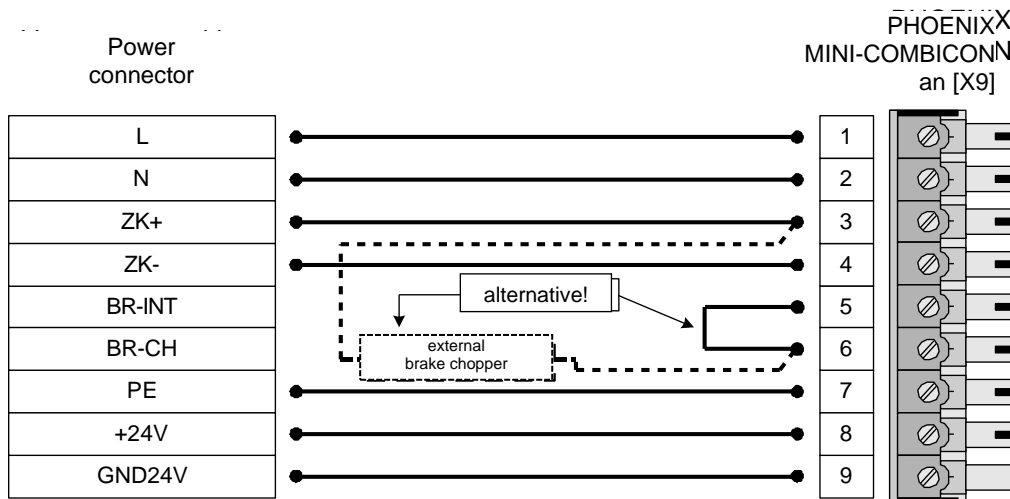 Power
connector
PHOENIX
MINI-COMBICON
an [X9]
L
1
N
2
ZK+
3
ZK-
4
BR-INT
5
BR-CH
6
PE
7
+24V
8
GND24V
9
alternative!
external
brake chopper